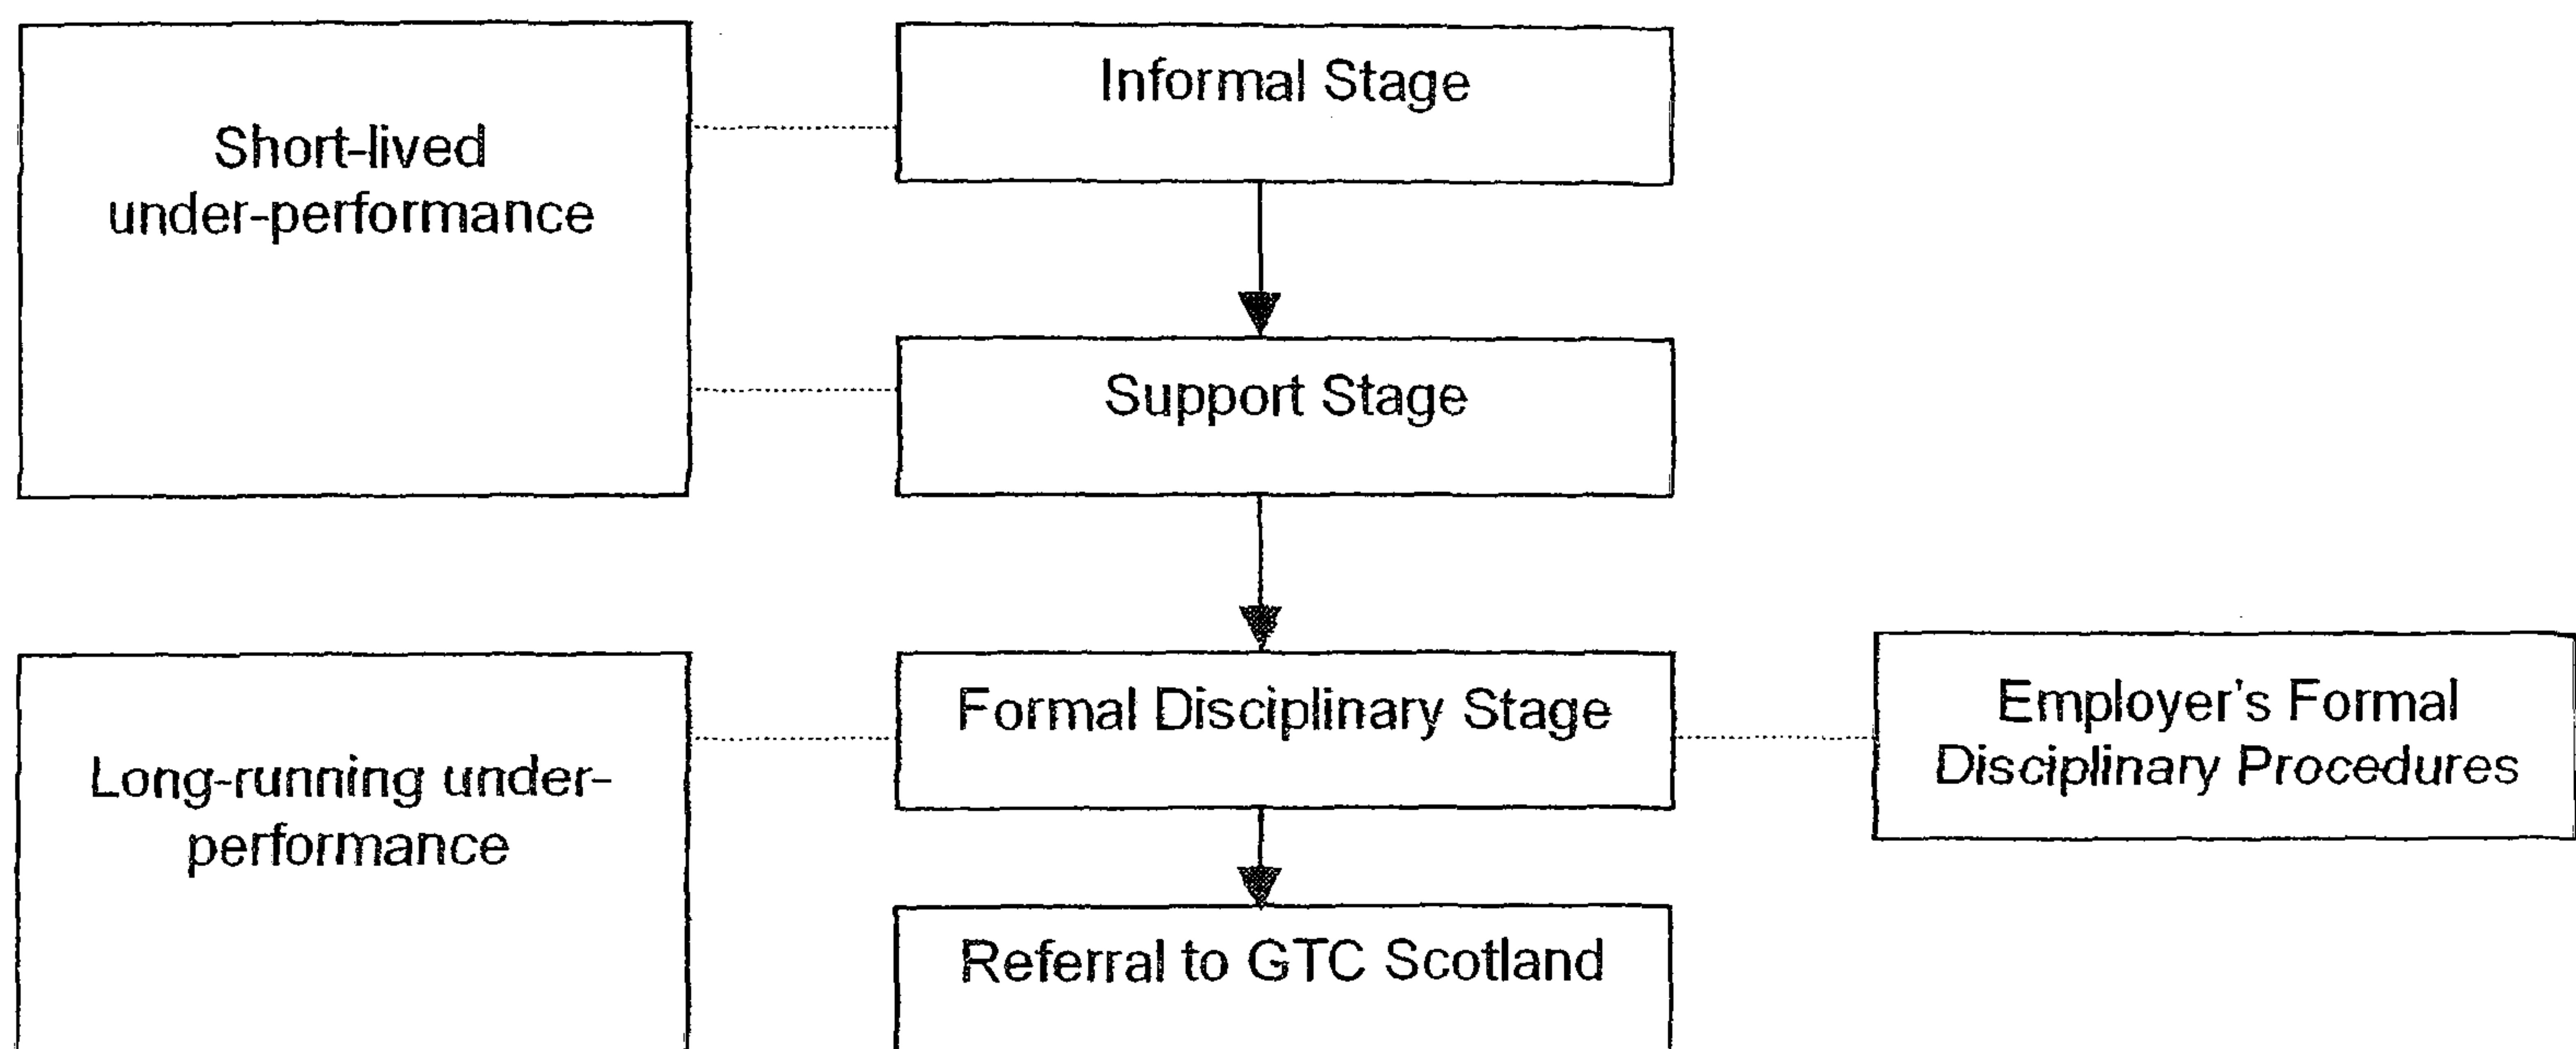 Informal Stage
Short-lived
under-performance
Support Stage
Formal Disciplinary Stage
Employer's Formal
Disciplinary Procedures
Long-running under-
performance
Referral to GTC Scotland